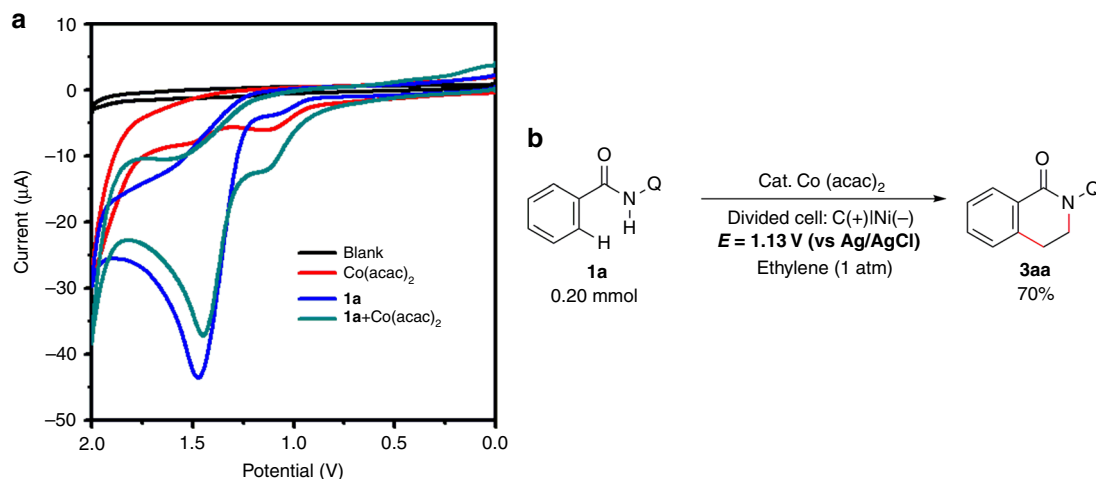 a
10
0
–10
–20
–30
–40
–50
Current (μA)
2.0
1.5
1.0
0.5
0.0
Potential (V)
Blank
Co(acac)₂
1a
1a+Co(acac)₂
b
O
N
Q
H
H
1a
0.20 mmol
Cat. Co (acac)₂
Divided cell: C(+)|Ni(–)
E = 1.13 V (vs Ag/AgCl)
Ethylene (1 atm)
O
N
Q
3aa
70%